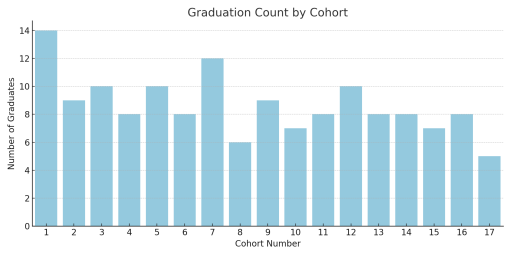 Graduation Count by Cohort
Number of Graduates
14
12
10
8
6
4
2
0
1 2 3 4 5 6 7 8 9 10 11 12 13 14 15 16 17
Cohort Number